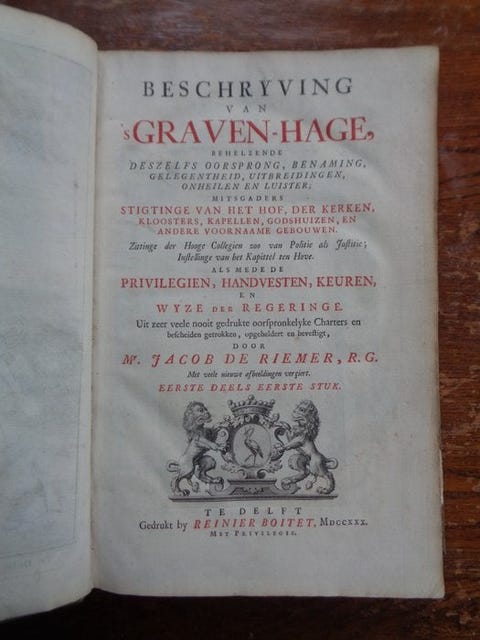 BESCHRYVING
VAN
'sGRAVEN-HAGE,
BEHELZENDE
DESZELFS OORSPRONG, BENAMING,
GELEGENTHEID, UITBREIDINGEN,
ONHEILEN EN LUISTER;
MITSGADERS
STIGTINGE VAN HET HOF, DER KERKEN,
KLOOSTERS, KAPELLEN, GODSHUIZEN, EN
ANDERE VOORNAAME GEBOUWEN.
Zittinge der Hooge Collegien zoo van Politie als Justitie;
Instellinge van het Kapittel ten Hove.
ALS MEDE DE
PRIVILEGIEN, HANDVESTEN, KEUREN,
EN
WYZE DER REGERINGE.
Uit zeer veele nooit gedrukte oorspronkelyke Charters en
bescheiden getrokken, opgeheldert en bevestigt,
DOOR
Mr. JACOB DE RIEMER, R.G.
Met veele nieuwe afbeeldingen verçiert.
EERSTE DEELS EERSTE STUK.
TE DELFT
Gedrukt by REINIER BOITET, MDCCXXX.
MET PRIVILEGIE.